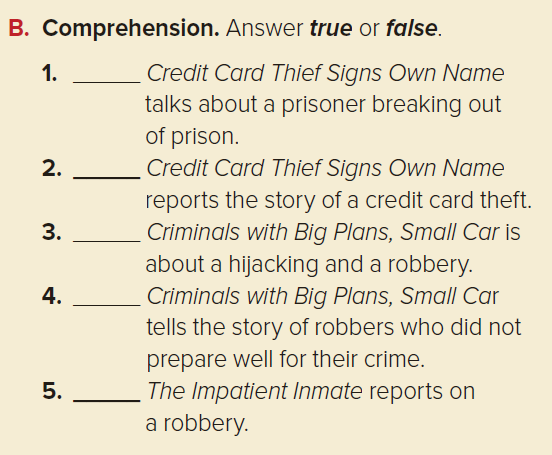 B. Comprehension. Answer true or false.
1. ______ Credit Card Thief Signs Own Name
talks about a prisoner breaking out
of prison.
2. ______ Credit Card Thief Signs Own Name
reports the story of a credit card theft.
3. ______ Criminals with Big Plans, Small Car is
about a hijacking and a robbery.
4. ______ Criminals with Big Plans, Small Car
tells the story of robbers who did not
prepare well for their crime.
5. ______ The Impatient Inmate reports on
a robbery.